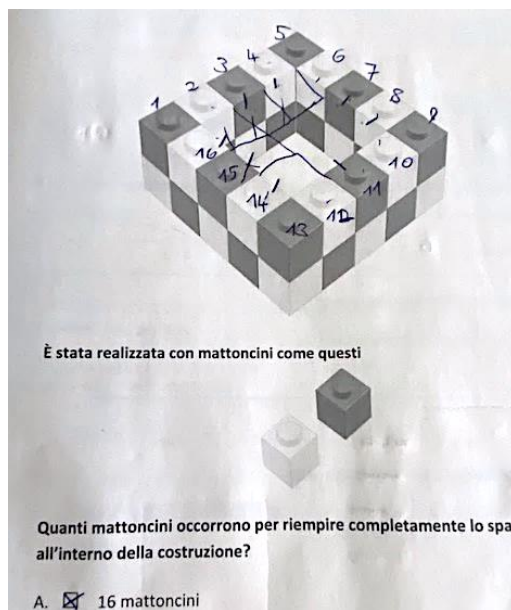 5
4 6
3 7
2 8
1 9
16 10
15 11
14 12
13
È stata realizzata con mattoncini come questi
Quanti mattoncini occorrono per riempire completamente lo spa
all'interno della costruzione?
A. 16 mattoncini